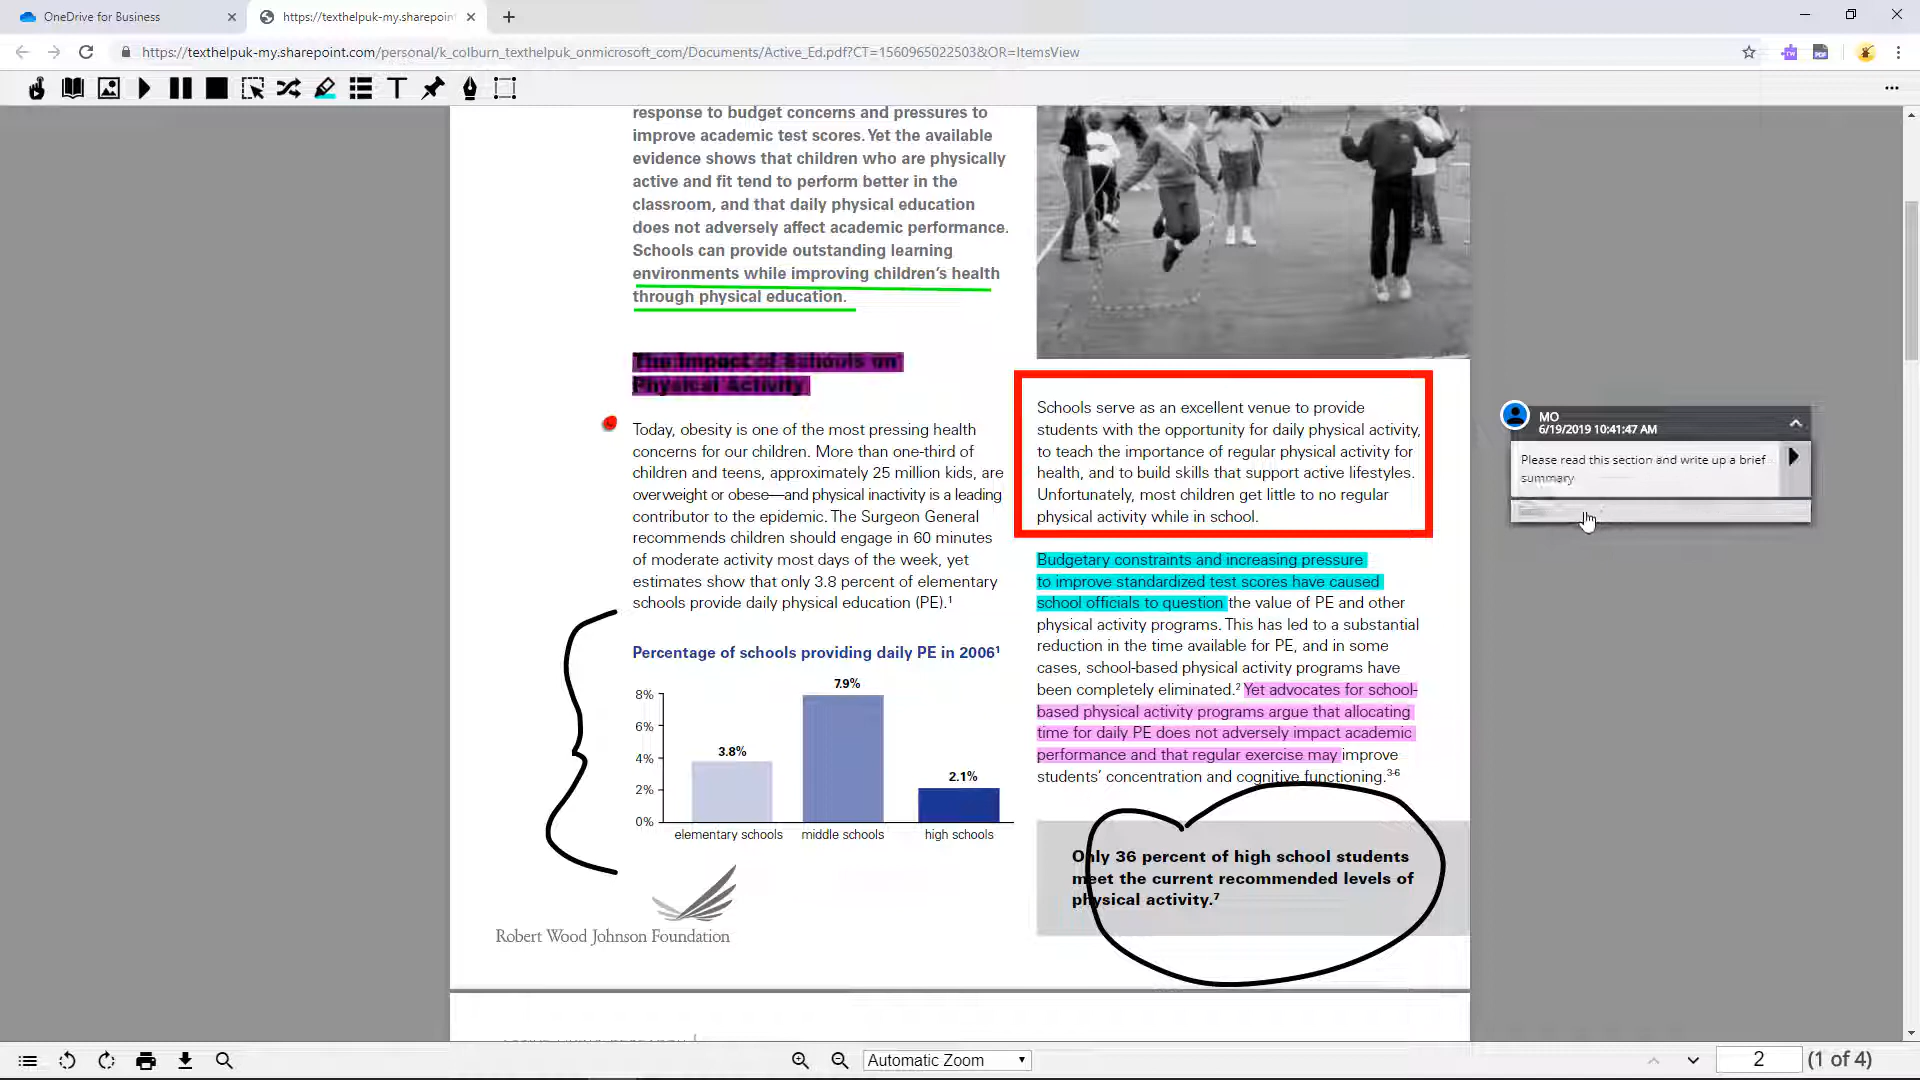 OneDrive for Business
https://texthelpuk-my.sharepoint
https://texthelpuk-my.sharepoint.com/personal/k_colburn_texthelpuk_onmicrosoft_com/Documents/Active_Ed.pdf?CT=1560965022503&OR=ItemsView
response to budget concerns and pressures to
improve academic test scores. Yet the available
evidence shows that children who are physically
active and fit tend to perform better in the
classroom, and that daily physical education
does not adversely affect academic performance.
Schools can provide outstanding learning
environments while improving children's health
through physical education.
The Impact of Schools on
Physical Activity
Today, obesity is one of the most pressing health
concerns for our children. More than one-third of
children and teens, approximately 25 million kids, are
overweight or obese—and physical inactivity is a leading
contributor to the epidemic. The Surgeon General
recommends children should engage in 60 minutes
of moderate activity most days of the week, yet
estimates show that only 3.8 percent of elementary
schools provide daily physical education (PE).¹
Percentage of schools providing daily PE in 2006¹
8%
6%
4%
2%
0%
3.8%
7.9%
2.1%
elementary schools
middle schools
high schools
Robert Wood Johnson Foundation
Schools serve as an excellent venue to provide
students with the opportunity for daily physical activity,
to teach the importance of regular physical activity for
health, and to build skills that support active lifestyles.
Unfortunately, most children get little to no regular
physical activity while in school.
Budgetary constraints and increasing pressure
to improve standardized test scores have caused
school officials to question the value of PE and other
physical activity programs. This has led to a substantial
reduction in the time available for PE, and in some
cases, school-based physical activity programs have
been completely eliminated.² Yet advocates for school-
based physical activity programs argue that allocating
time for daily PE does not adversely impact academic
performance and that regular exercise may improve
students' concentration and cognitive functioning.³⁻⁶
Only 36 percent of high school students
meet the current recommended levels of
physical activity.⁷
MO
6/19/2019 10:41:47 AM
Please read this section and write up a brief
summary
Automatic Zoom
2
(1 of 4)